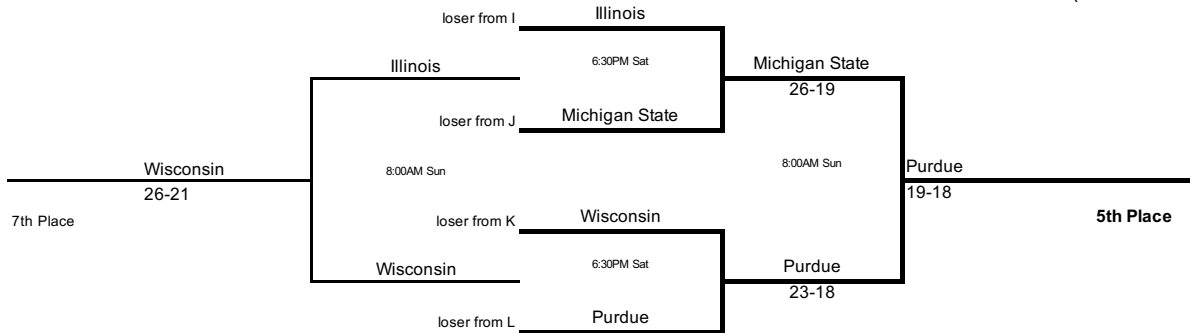 loser from I
Illinois
6:30PM Sat
Illinois
Michigan State
26-19
loser from J
Michigan State
Wisconsin
26-21
7th Place
8:00AM Sun
8:00AM Sun
Purdue
19-18
5th Place
loser from K
Wisconsin
6:30PM Sat
Wisconsin
Purdue
23-18
loser from L
Purdue